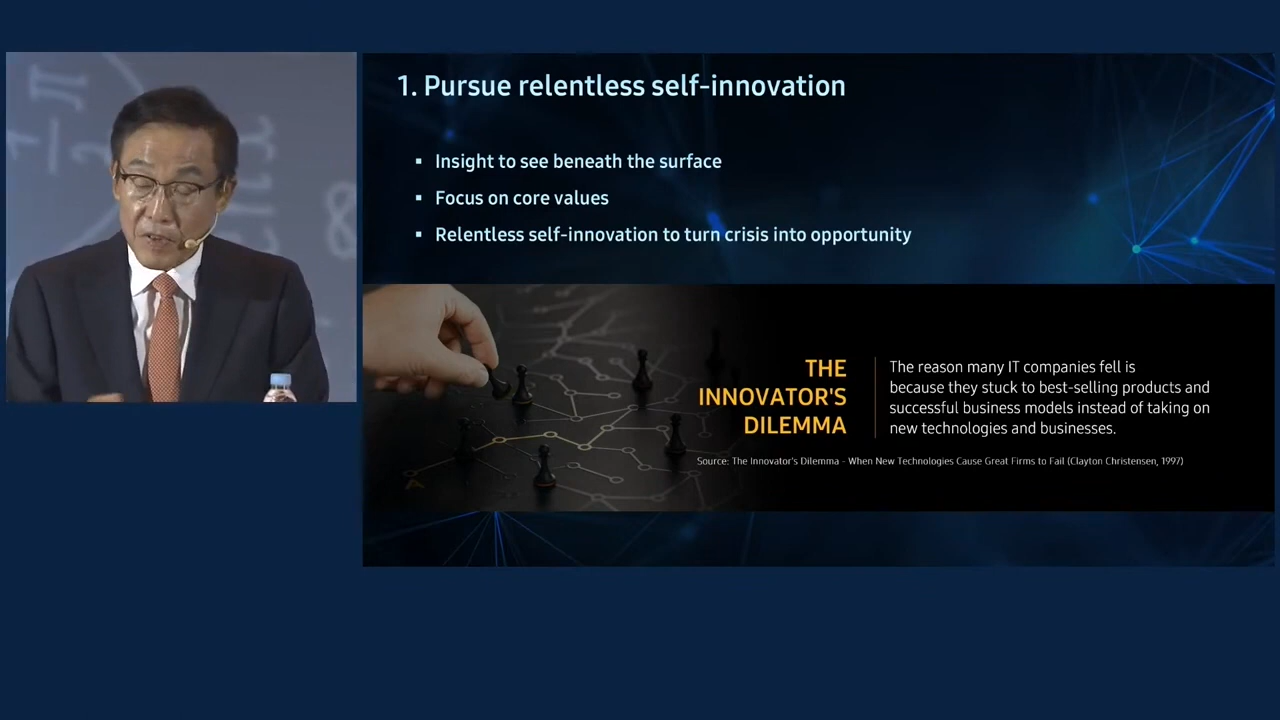 1. Pursue relentless self-innovation
▪ Insight to see beneath the surface
▪ Focus on core values
▪ Relentless self-innovation to turn crisis into opportunity
THE
INNOVATOR'S
DILEMMA
The reason many IT companies fell is
because they stuck to best-selling products and
successful business models instead of taking on
new technologies and businesses.
Source: The Innovator's Dilemma - When New Technologies Cause Great Firms to Fail (Clayton Christensen, 1997)